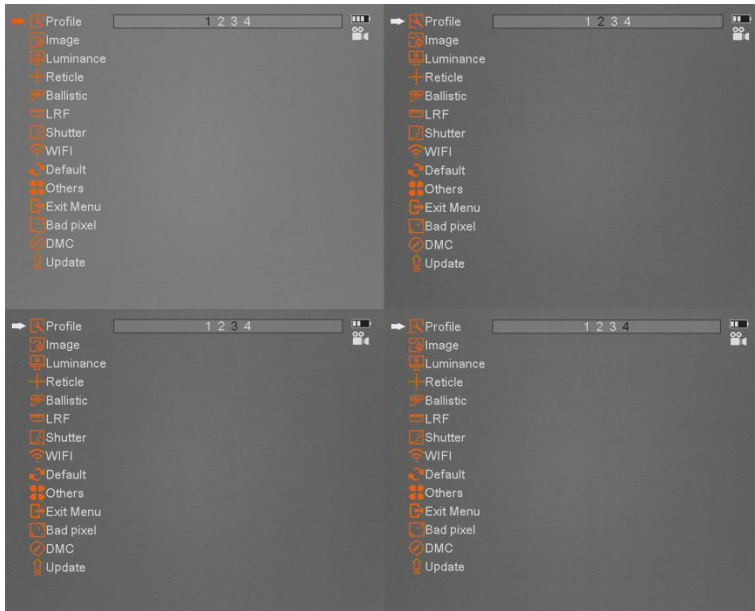 Profile 1 2 3 4
Image
Luminance
Reticle
Ballistic
LRF
Shutter
WIFI
Default
Others
Exit Menu
Bad pixel
DMC
Update
Profile 1 2 3 4
Image
Luminance
Reticle
Ballistic
LRF
Shutter
WIFI
Default
Others
Exit Menu
Bad pixel
DMC
Update
Profile 1 2 3 4
Image
Luminance
Reticle
Ballistic
LRF
Shutter
WIFI
Default
Others
Exit Menu
Bad pixel
DMC
Update
Profile 1 2 3 4
Image
Luminance
Reticle
Ballistic
LRF
Shutter
WIFI
Default
Others
Exit Menu
Bad pixel
DMC
Update